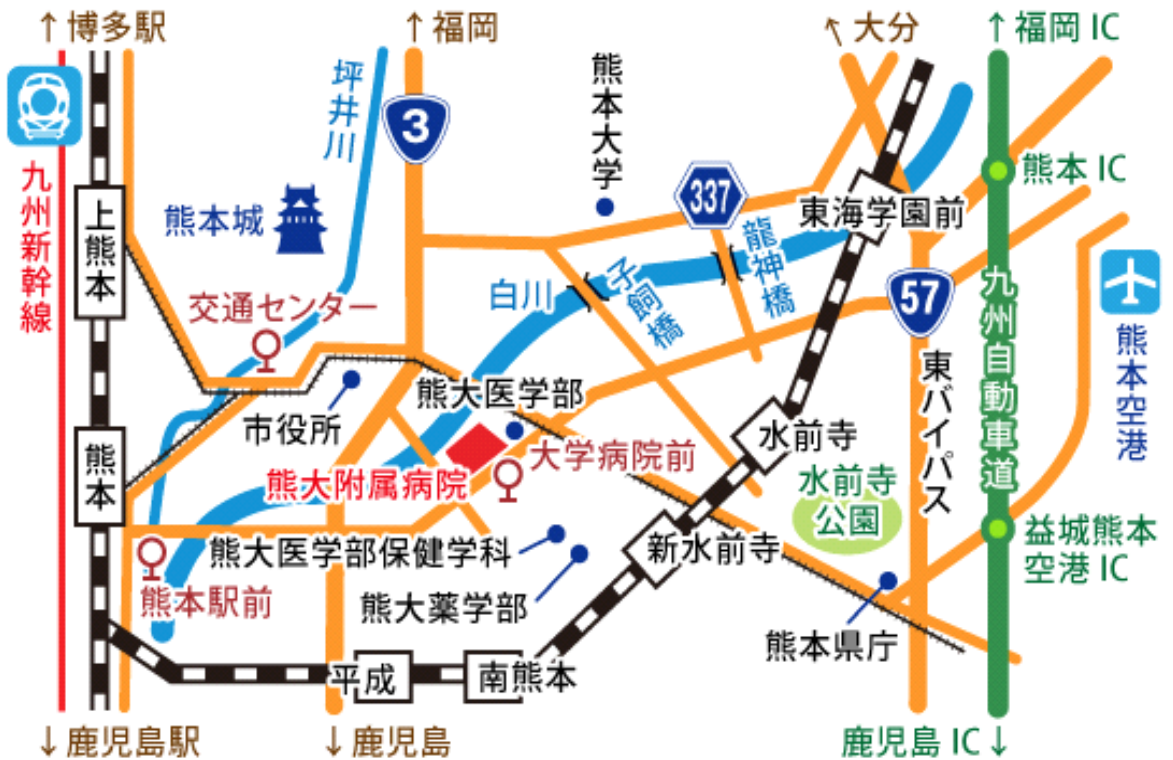 ↑博多駅
↑福岡
↖大分
↑福岡 IC
坪井川
3
熊本大学
337
熊本 IC
九州新幹線
上熊本
熊本城
東海学園前
龍神橋
子飼橋
白川
57
九州自動車道
熊本空港
交通センター
東バイパス
熊大医学部
市役所
大学病院前
水前寺
熊本
熊大附属病院
水前寺
公園
熊大医学部保健学科
新水前寺
益城熊本
空港 IC
熊本駅前
熊大薬学部
熊本県庁
平成
南熊本
↓鹿児島駅
↓鹿児島
鹿児島 IC↓